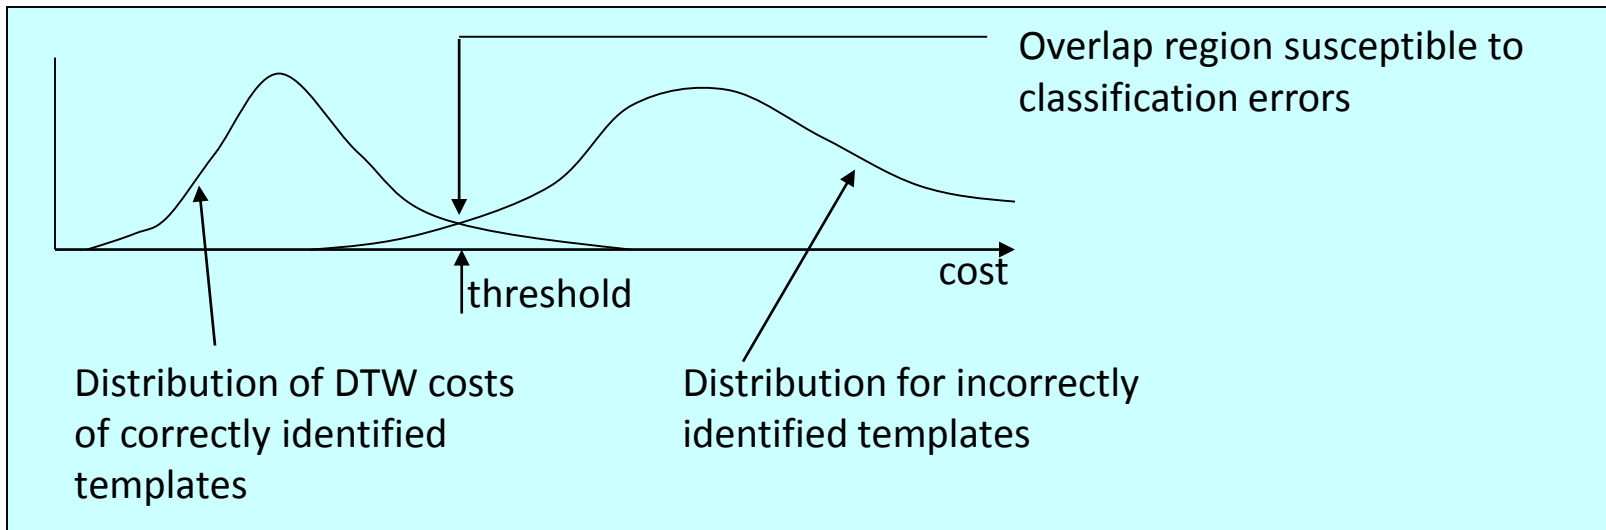 Overlap region susceptible to
classification errors
cost
threshold
Distribution of DTW costs
of correctly identified
templates
Distribution for incorrectly
identified templates